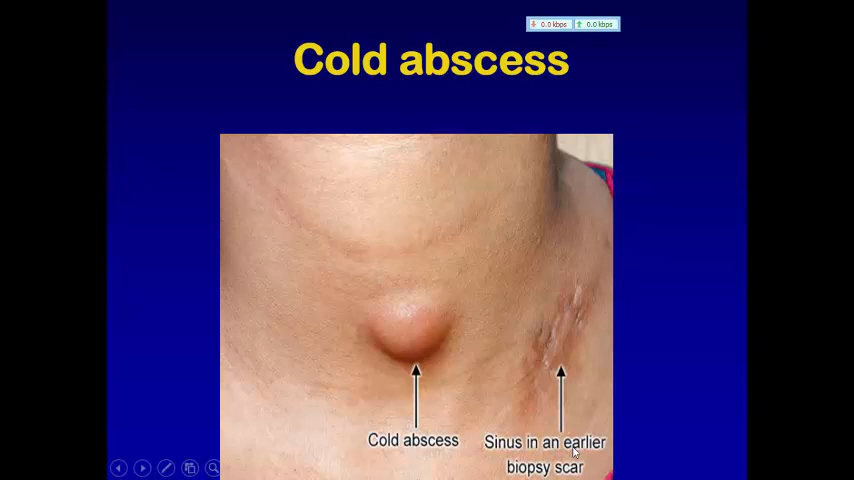 0.0 kbps 0.0 kbps
Cold abscess
Cold abscess
Sinus in an earlier
biopsy scar